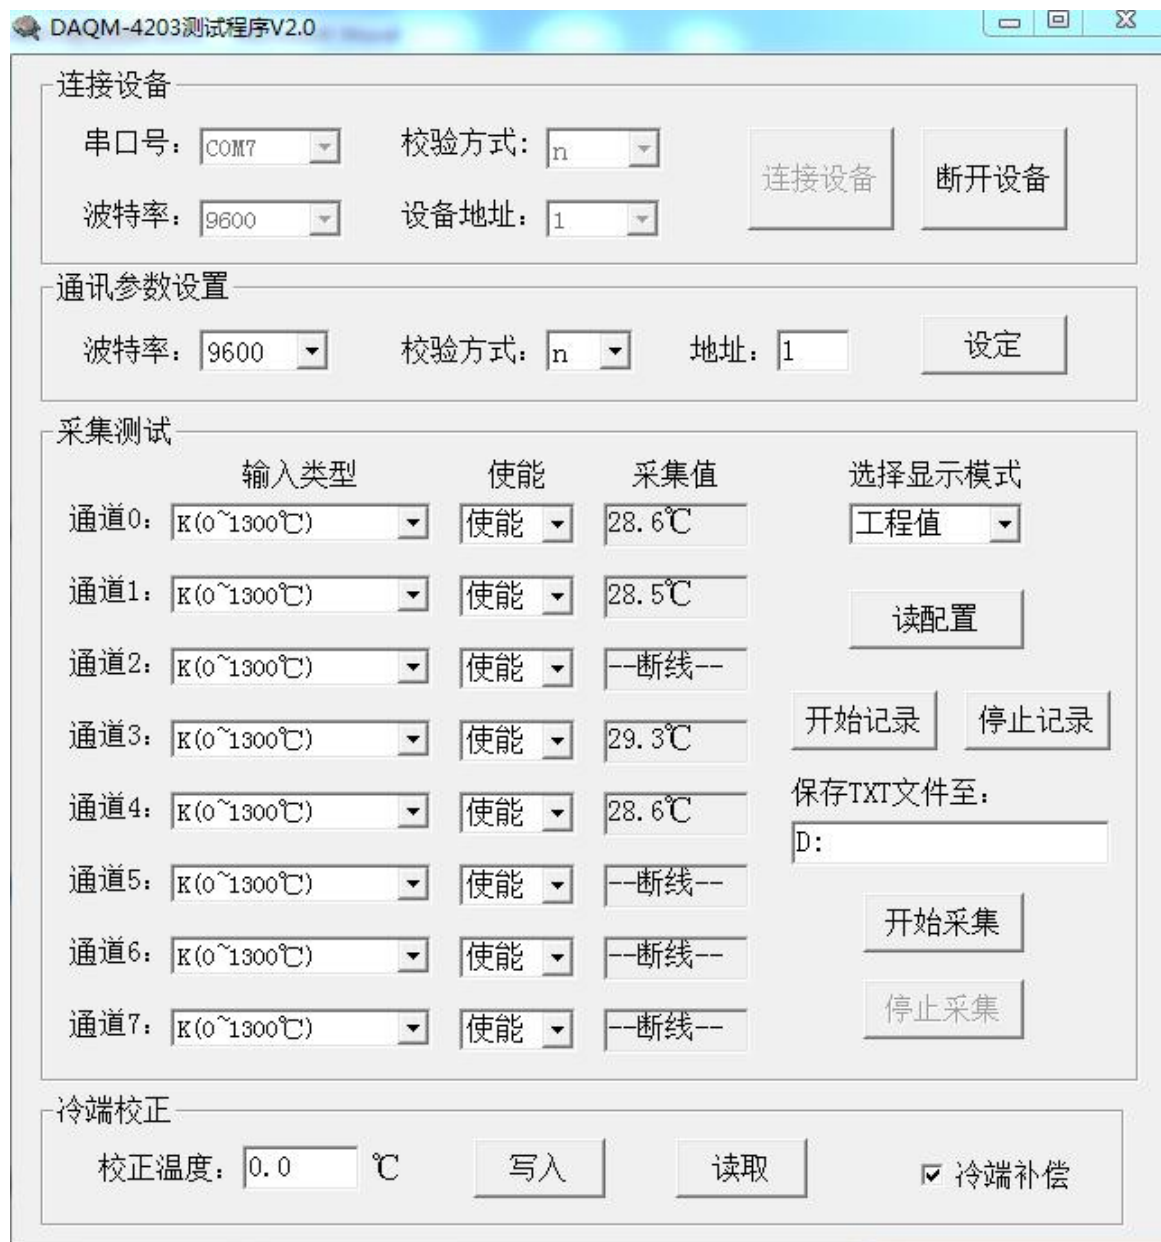 DAQM-4203测试程序V2.0
连接设备
串口号: COM7 校验方式: n 连接设备 断开设备
波特率: 9600 设备地址: 1
通讯参数设置
波特率: 9600 校验方式: n 地址: 1 设定
采集测试
输入类型 使能 采集值 选择显示模式
通道0: K(0~1300℃) 使能 28.6℃ 工程值
通道1: K(0~1300℃) 使能 28.5℃ 读配置
通道2: K(0~1300℃) 使能 --断线--
通道3: K(0~1300℃) 使能 29.3℃ 开始记录 停止记录
通道4: K(0~1300℃) 使能 28.6℃ 保存TXT文件至:
D:
通道5: K(0~1300℃) 使能 --断线-- 开始采集
通道6: K(0~1300℃) 使能 --断线--
通道7: K(0~1300℃) 使能 --断线-- 停止采集
冷端校正
校正温度: 0.0 ℃ 写入 读取 冷端补偿